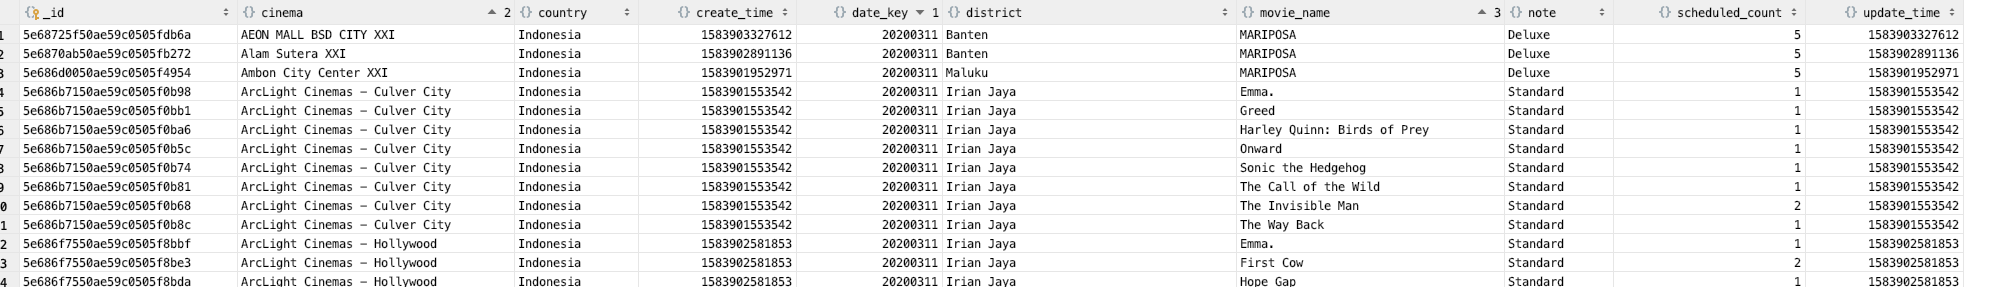 _id cinema 2 country create_time date_key 1 district movie_name 3 note scheduled_count update_time
1 5e68725f50ae59c0505fdb6a AEON MALL BSD CITY XXI Indonesia 1583903327612 20200311 Banten MARIPOSA Deluxe 5 1583903327612
2 5e6870ab50ae59c0505fb272 Alam Sutera XXI Indonesia 1583902891136 20200311 Banten MARIPOSA Deluxe 5 1583902891136
3 5e686d0050ae59c0505f4954 Ambon City Center XXI Indonesia 1583901952971 20200311 Maluku MARIPOSA Deluxe 5 1583901952971
4 5e686b7150ae59c0505f0b98 ArcLight Cinemas – Culver City Indonesia 1583901553542 20200311 Irian Jaya Emma. Standard 1 1583901553542
5 5e686b7150ae59c0505f0bb1 ArcLight Cinemas – Culver City Indonesia 1583901553542 20200311 Irian Jaya Greed Standard 1 1583901553542
6 5e686b7150ae59c0505f0ba6 ArcLight Cinemas – Culver City Indonesia 1583901553542 20200311 Irian Jaya Harley Quinn: Birds of Prey Standard 1 1583901553542
7 5e686b7150ae59c0505f0b5c ArcLight Cinemas – Culver City Indonesia 1583901553542 20200311 Irian Jaya Onward Standard 1 1583901553542
8 5e686b7150ae59c0505f0b74 ArcLight Cinemas – Culver City Indonesia 1583901553542 20200311 Irian Jaya Sonic the Hedgehog Standard 1 1583901553542
9 5e686b7150ae59c0505f0b81 ArcLight Cinemas – Culver City Indonesia 1583901553542 20200311 Irian Jaya The Call of the Wild Standard 1 1583901553542
0 5e686b7150ae59c0505f0b68 ArcLight Cinemas – Culver City Indonesia 1583901553542 20200311 Irian Jaya The Invisible Man Standard 2 1583901553542
1 5e686b7150ae59c0505f0b8c ArcLight Cinemas – Culver City Indonesia 1583901553542 20200311 Irian Jaya The Way Back Standard 1 1583901553542
2 5e686f7550ae59c0505f8bbf ArcLight Cinemas – Hollywood Indonesia 1583902581853 20200311 Irian Jaya Emma. Standard 1 1583902581853
3 5e686f7550ae59c0505f8be3 ArcLight Cinemas – Hollywood Indonesia 1583902581853 20200311 Irian Jaya First Cow Standard 2 1583902581853
4 5e686f7550ae59c0505f8bda ArcLight Cinemas – Hollywood Indonesia 1583902581853 20200311 Irian Jaya Hope Gap Standard 1 1583902581853